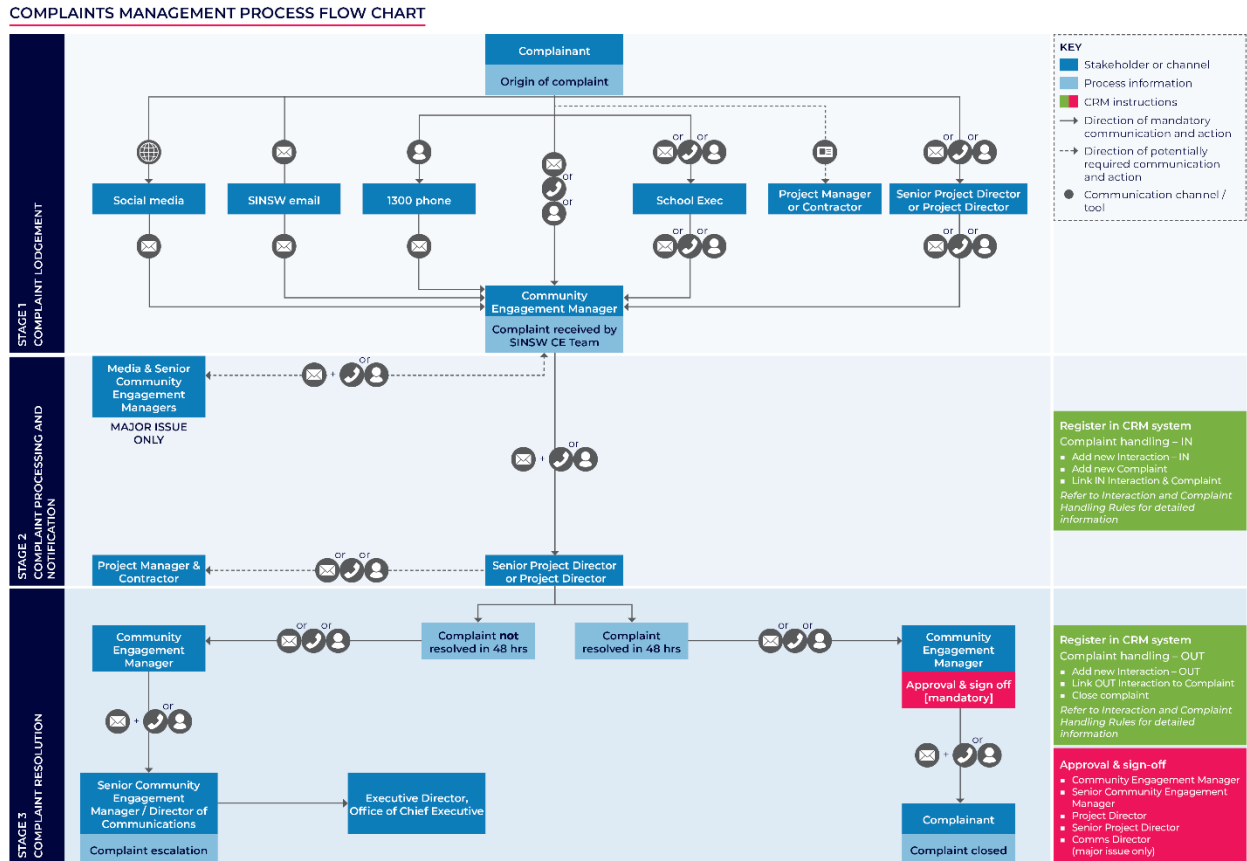 COMPLAINTS MANAGEMENT PROCESS FLOW CHART
STAGE 1
COMPLAINT LODGEMENT
Complainant
Origin of complaint
or or
or or
or
or
Social media
SINSW email
1300 phone
School Exec
Project Manager
or Contractor
Senior Project Director
or Project Director
or or
or or
Community
Engagement Manager
Complaint received by
SINSW CE Team
KEY
Stakeholder or channel
Process information
CRM instructions
Direction of mandatory
communication and action
Direction of potentially
required communication
and action
Communication channel /
tool
STAGE 2
COMPLAINT PROCESSING AND
NOTIFICATION
Media & Senior
Community
Engagement
Managers
MAJOR ISSUE
ONLY
or
+
or
+
Project Manager &
Contractor
or or
Senior Project Director
or Project Director
Register in CRM system
Complaint handling – IN
Add new Interaction – IN
Add new Complaint
Link IN Interaction & Complaint
Refer to Interaction and Complaint
Handling Rules for detailed
information
STAGE 3
COMPLAINT RESOLUTION
Community
Engagement
Manager
or or
Complaint not
resolved in 48 hrs
Complaint
resolved in 48 hrs
or or
Community
Engagement
Manager
Approval & sign off
[mandatory]
or
+
or
+
Senior Community
Engagement
Manager / Director of
Communications
Complaint escalation
Executive Director,
Office of Chief Executive
Complainant
Complaint closed
Register in CRM system
Complaint handling – OUT
Add new Interaction – OUT
Link OUT Interaction to Complaint
Close complaint
Refer to Interaction and Complaint
Handling Rules for detailed
information
Approval & sign-off
Community Engagement Manager
Senior Community Engagement
Manager
Project Director
Senior Project Director
Comms Director
(major issue only)